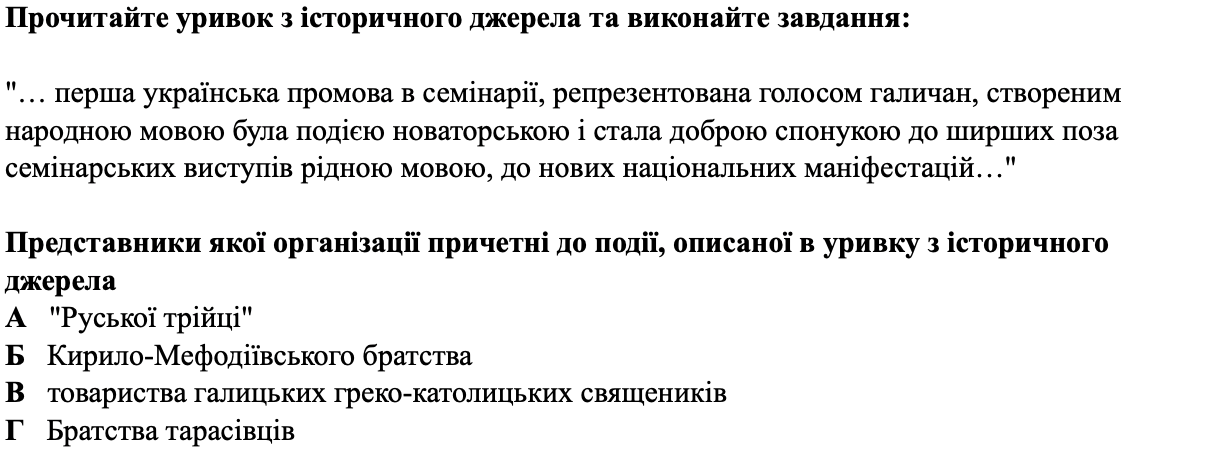 Прочитайте уривок з історичного джерела та виконайте завдання:
"… перша українська промова в семінарії, репрезентована голосом галичан, створеним
народною мовою була подією новаторською і стала доброю спонукою до ширших поза
семінарських виступів рідною мовою, до нових національних маніфестацій…"
Представники якої організації причетні до події, описаної в уривку з історичного
джерела
А "Руської трійці"
Б Кирило-Мефодіївського братства
В товариства галицьких греко-католицьких священиків
Г Братства тарасівців